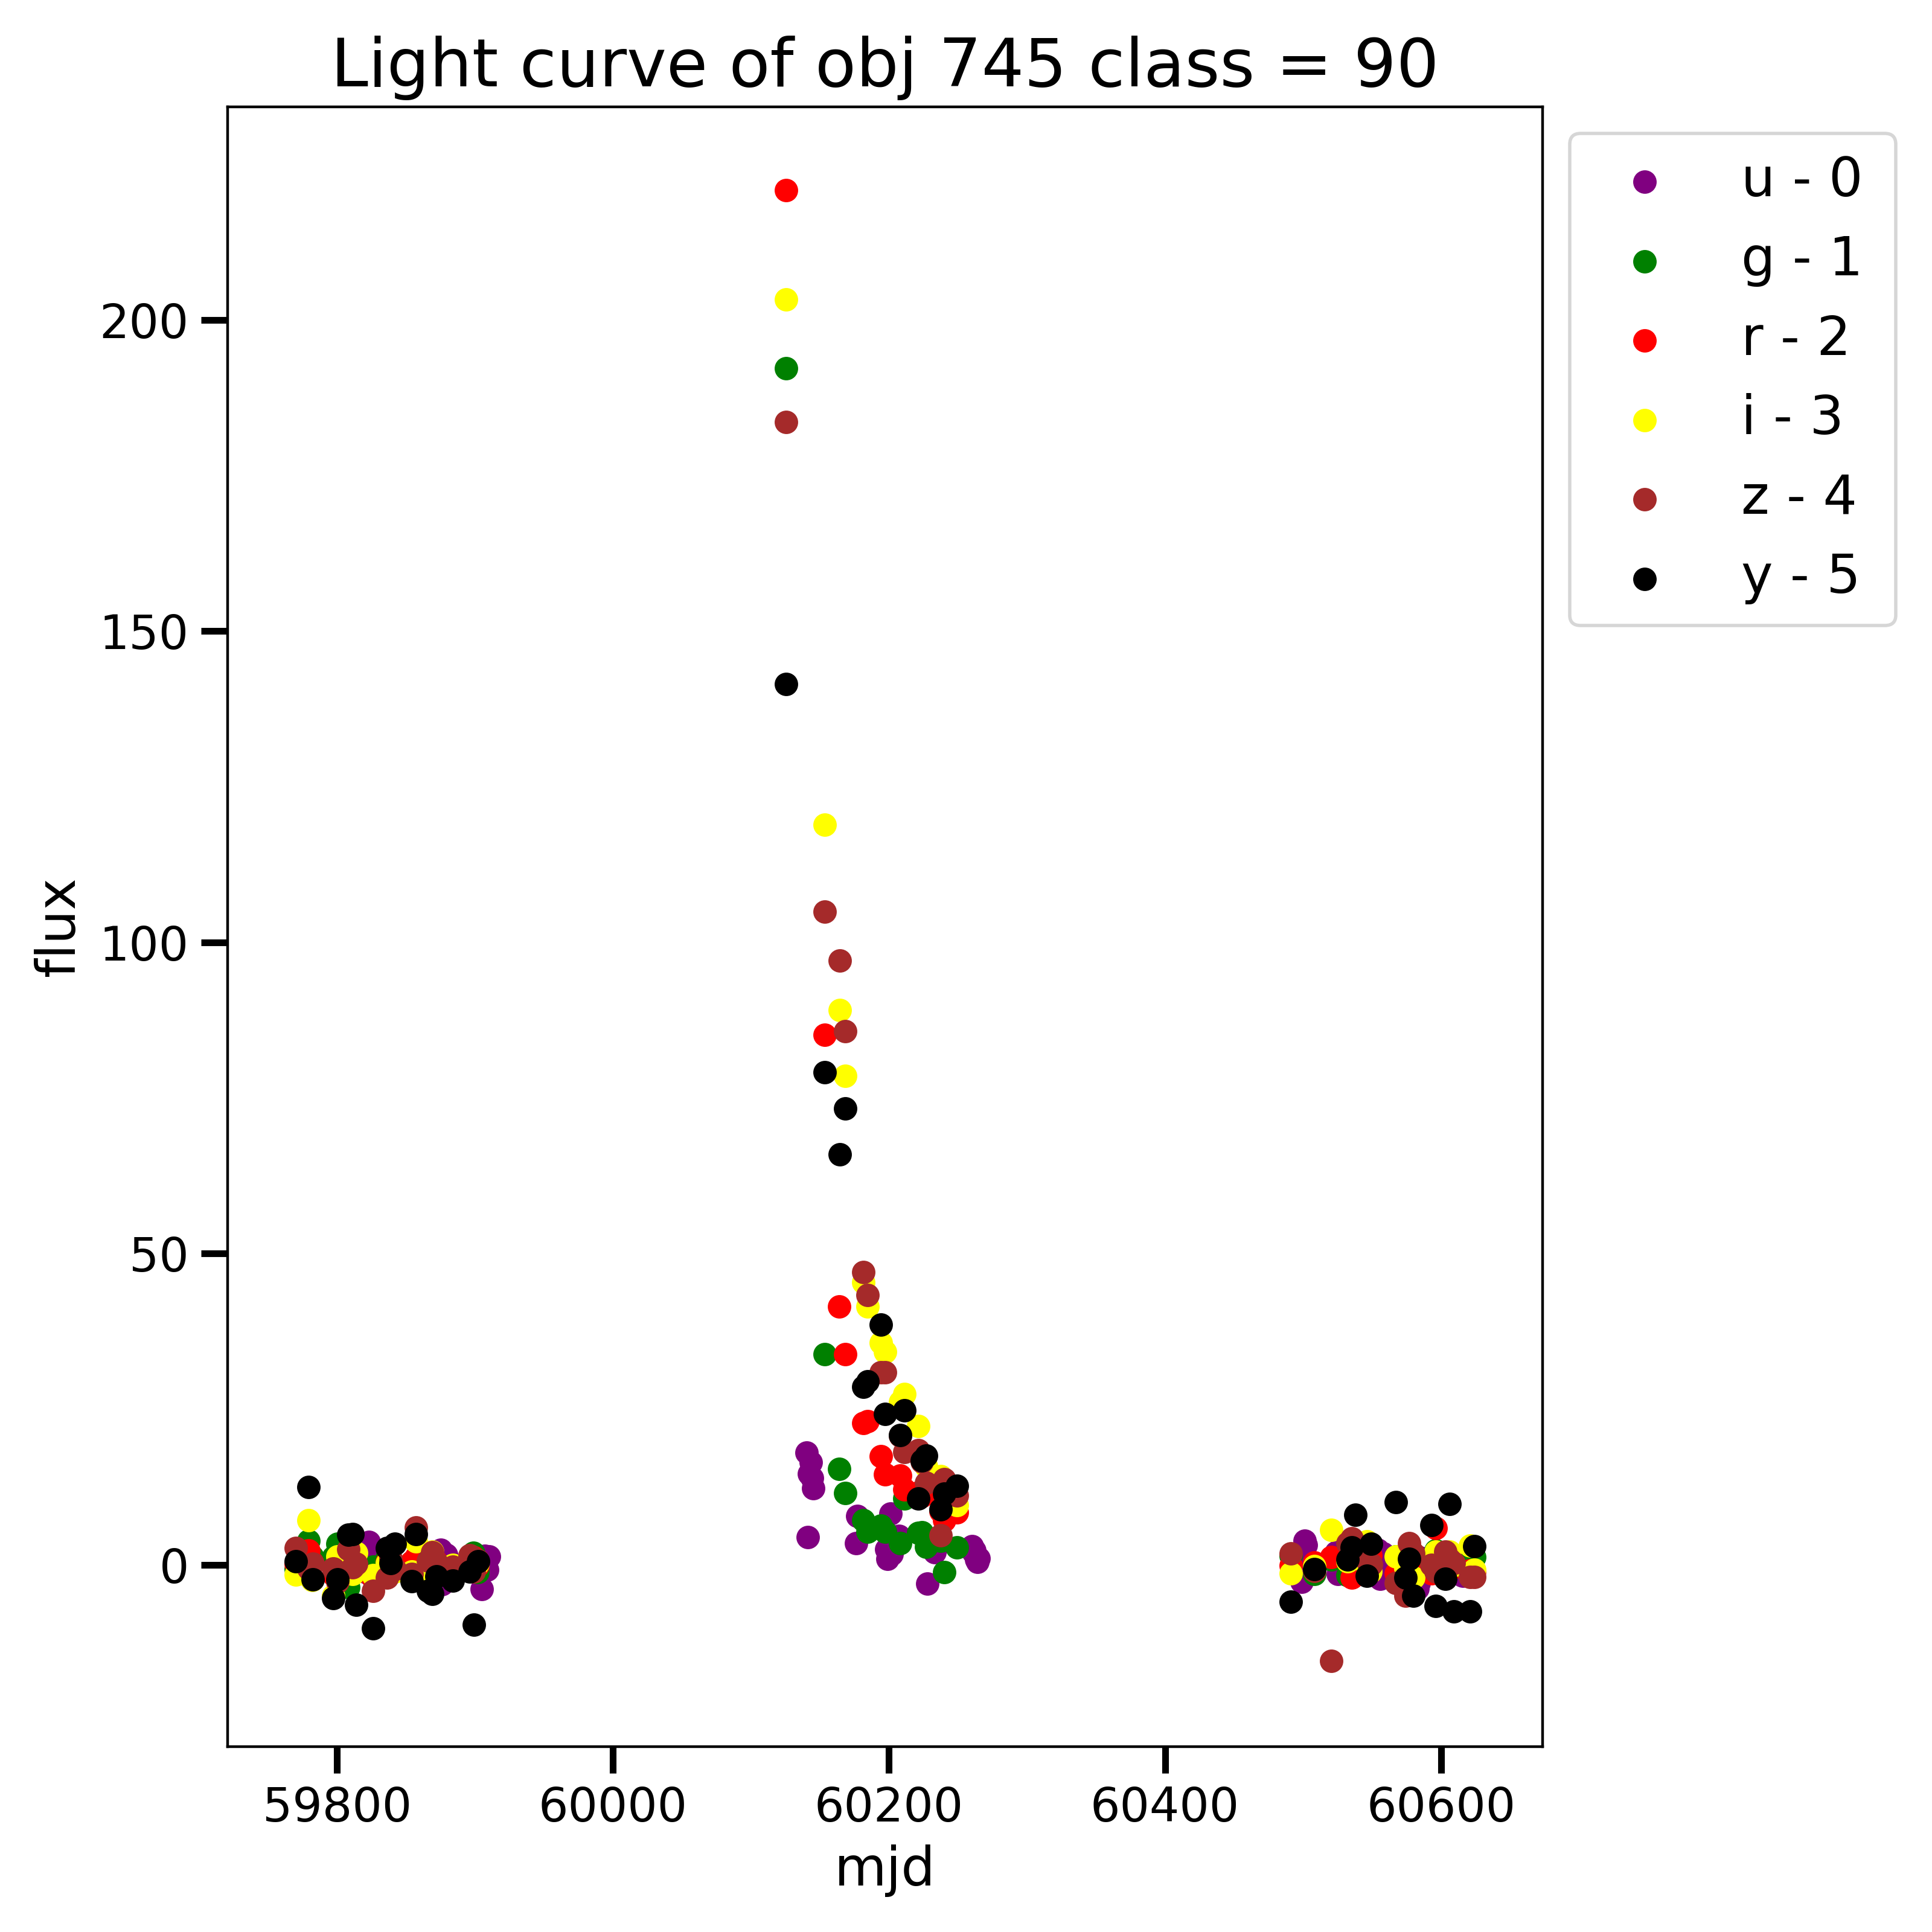 Light curve of obj 745 class = 90
u - 0
g - 1
r - 2
i - 3
z - 4
y - 5
200
150
100
50
0
flux
59800 60000 60200 60400 60600
mjd